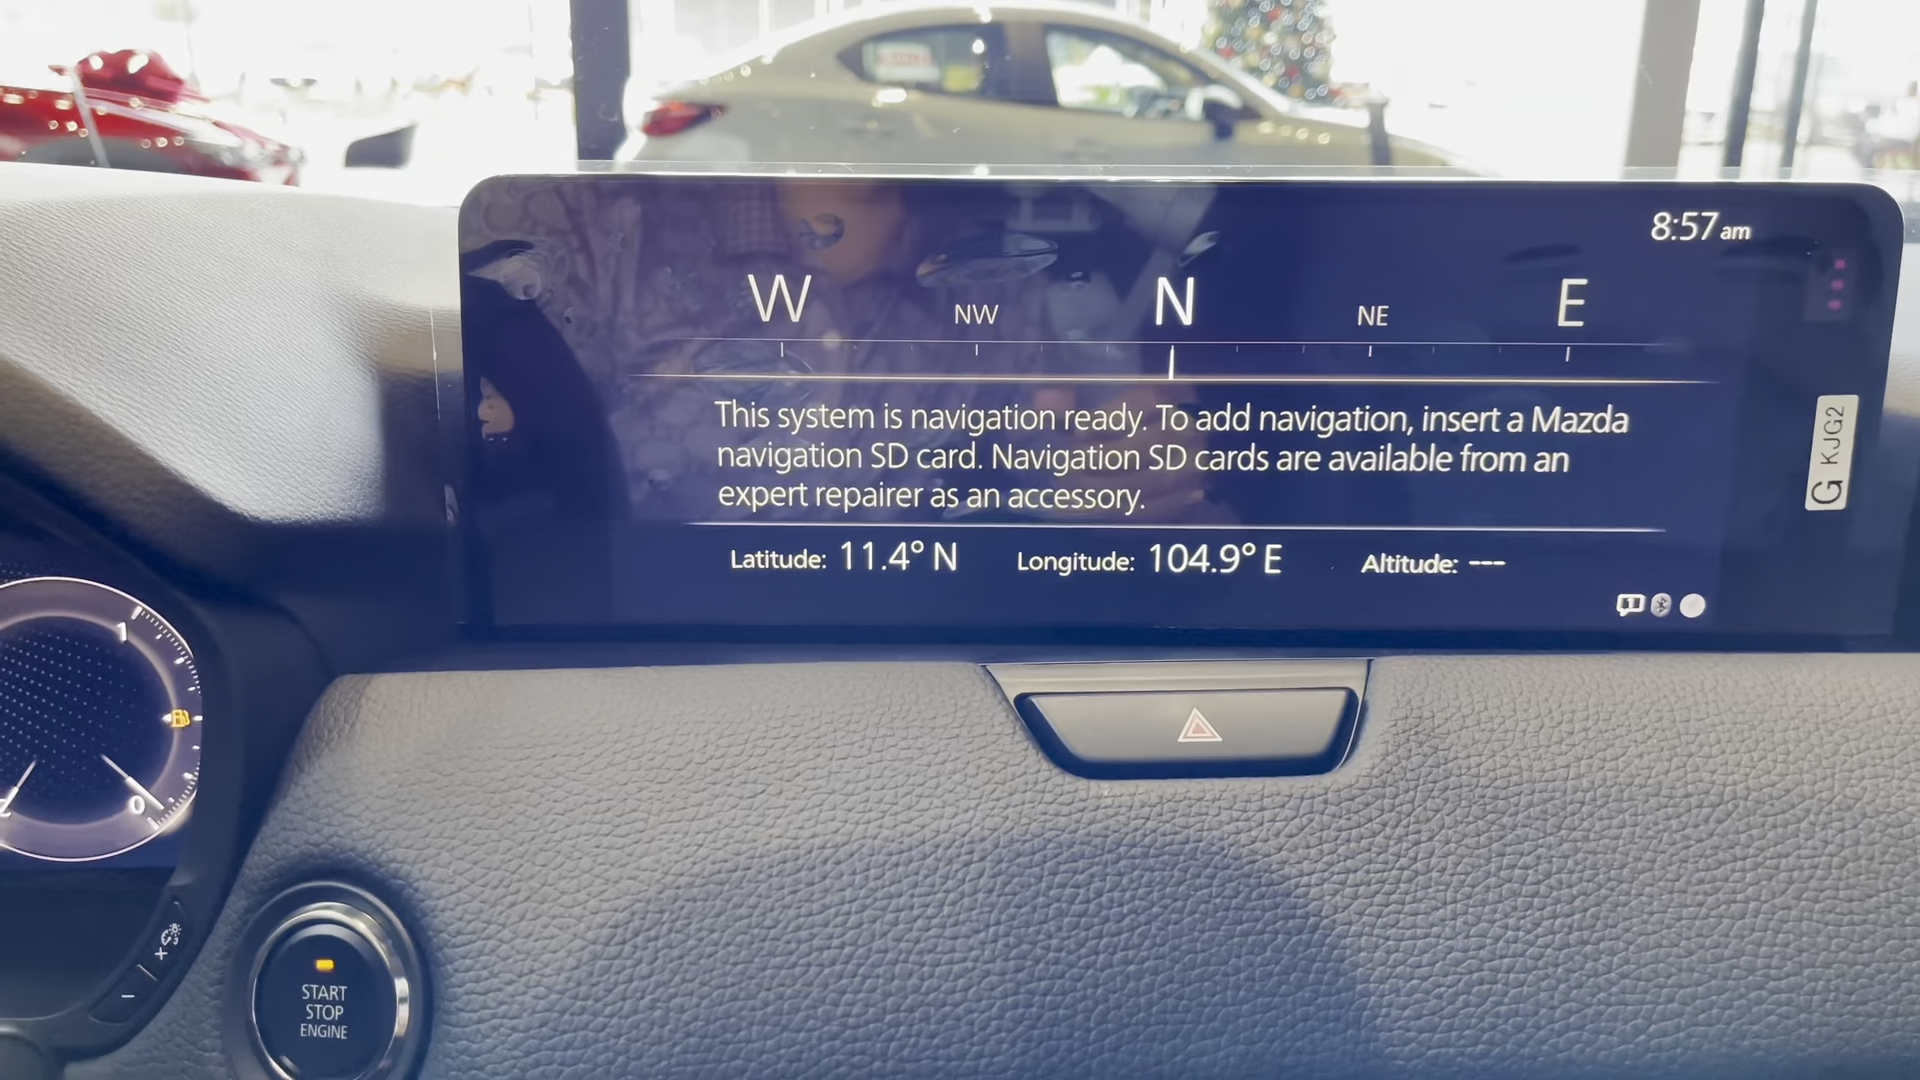 8:57 am
W NW N NE E
This system is navigation ready. To add navigation, insert a Mazda
navigation SD card. Navigation SD cards are available from an
expert repairer as an accessory.
Latitude: 11.4° N Longitude: 104.9° E Altitude: ---
G KJG2
1
0
START
STOP
ENGINE
+
-